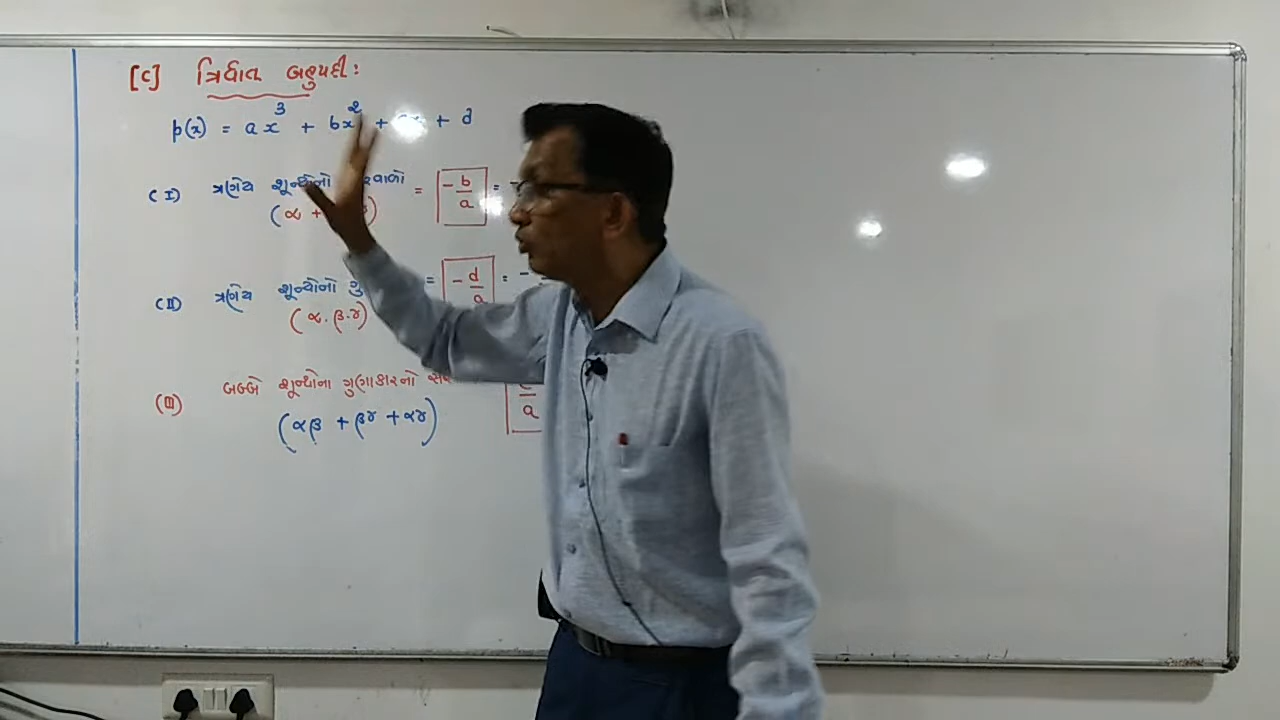 [C] ત્રિઘાત બહુપદી :
p(x) = ax³ + bx² + + d
(I) ત્રણેય શૂન્યોનો = -b/a =
(α +
(II) ત્રણેય શૂન્યોનો = -d/a = -
(α.β.γ)
(III) બબ્બે શૂન્યોના ગુણાકારનો
a
(αβ + βγ + αγ)